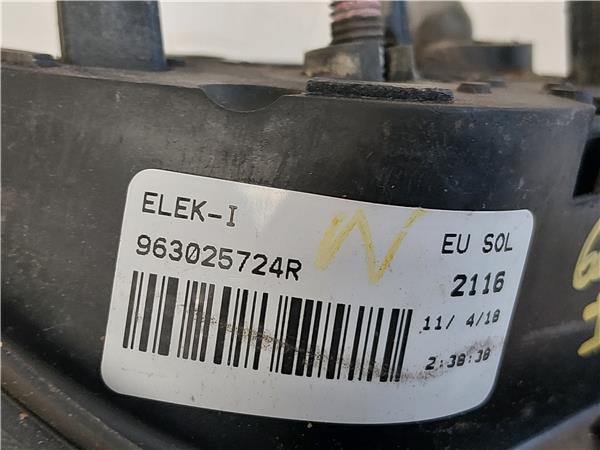 ELEK-I
963025724R
EU SOL
2116
11/ 4/18
2:38:38
W